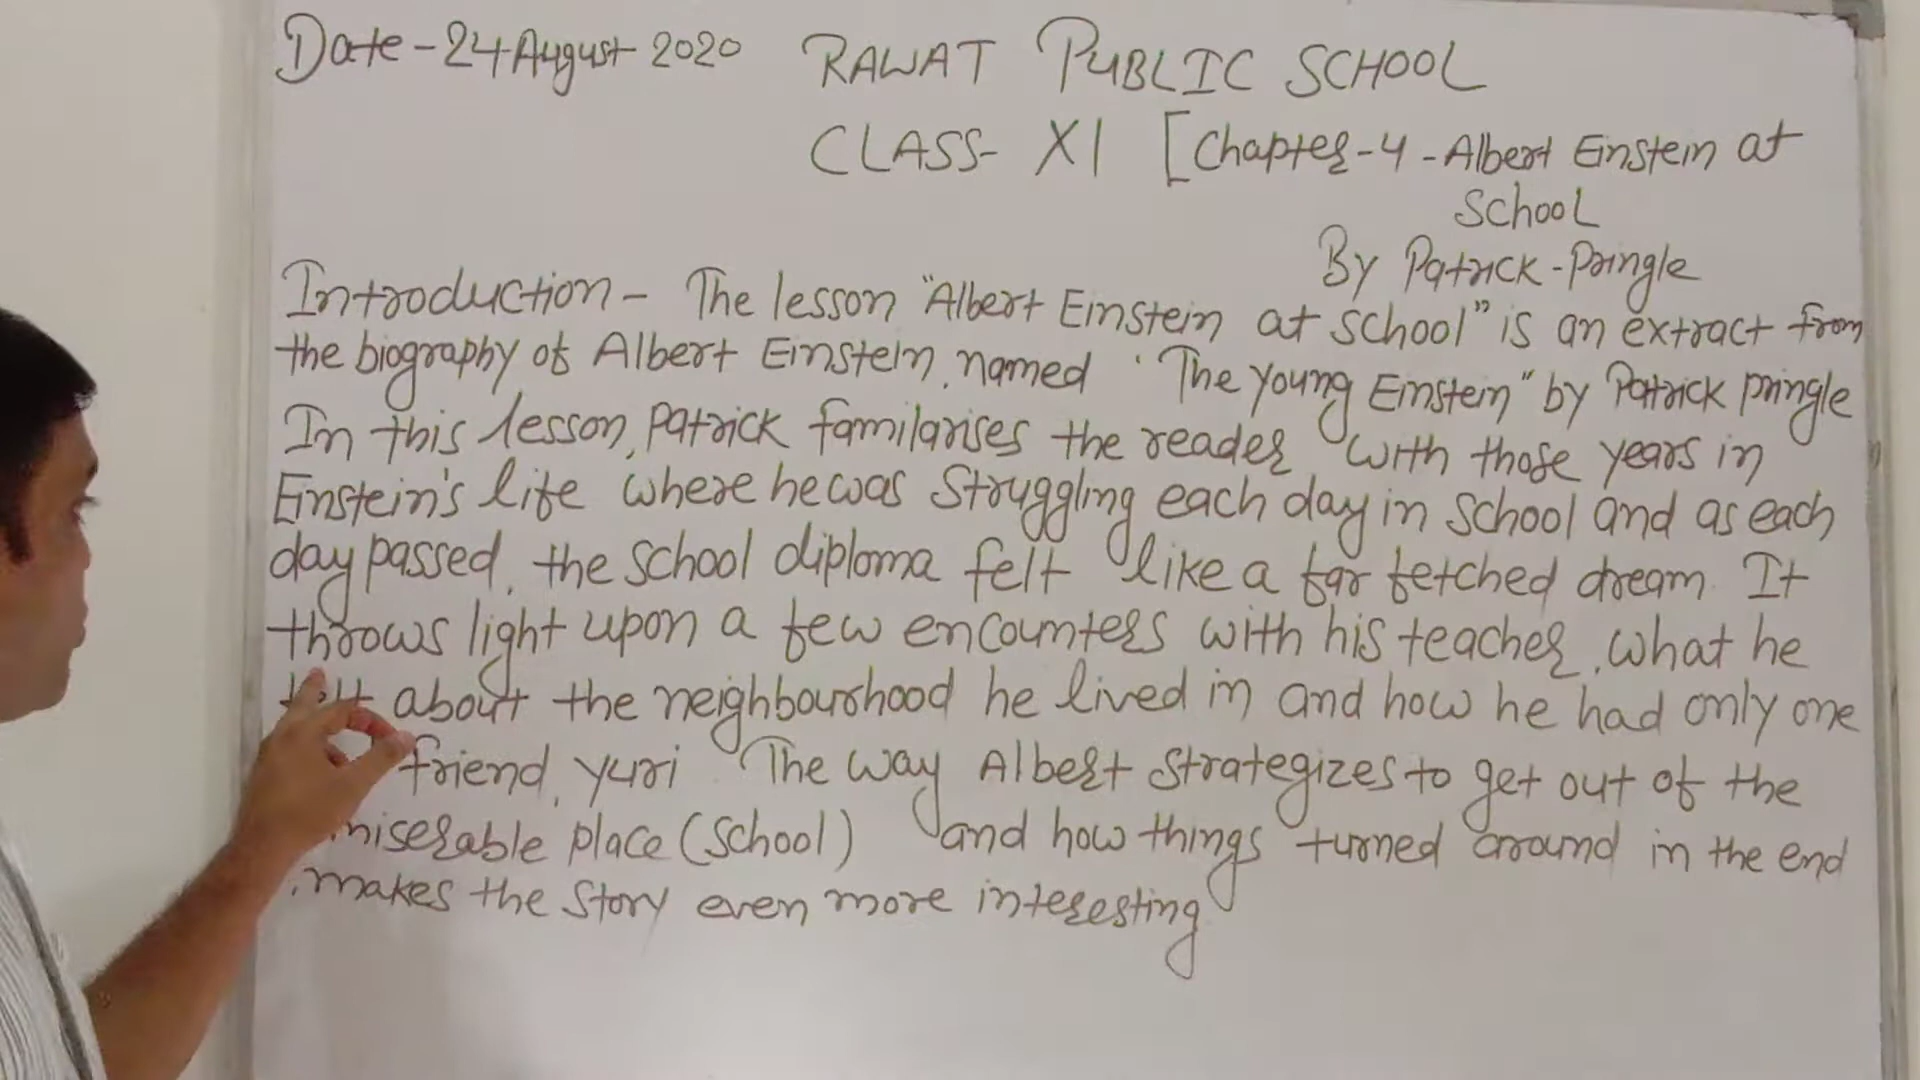 Date - 24 August 2020 RAWAT PUBLIC SCHOOL
CLASS- XI [Chapter-4 - Albert Einstein at
School
By Patrick - Pringle
Introduction - The lesson "Albert Einstein at school" is an extract from
the biography of Albert Einstein, named 'The Young Einstein" by Patrick pringle
In this lesson, patrick familarises the reader with those years in
Einstein's life where he was struggling each day in school and as each
day passed, the school diploma felt like a far fetched dream. It
throws light upon a few encounters with his teacher, what he
felt about the neighbourhood he lived in and how he had only one
friend, yuri The way Albert strategizes to get out of the
miserable place (School) and how things turned around in the end
makes the story even more interesting